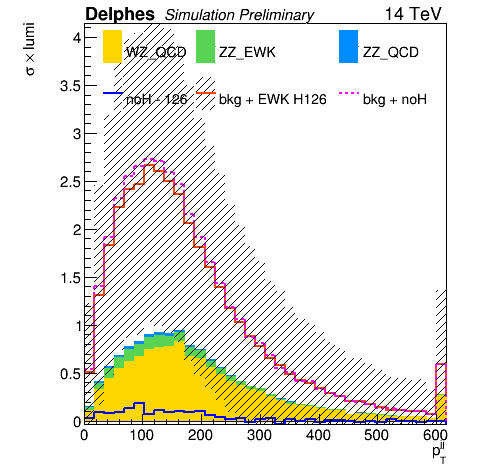 Delphes Simulation Preliminary 14 TeV
σ × lumi
WZ_QCD ZZ_EWK ZZ_QCD
noH - 126 bkg + EWK H126 bkg + noH
4
3.5
3
2.5
2
1.5
1
0.5
0
0 100 200 300 400 500 600
p_T^ll